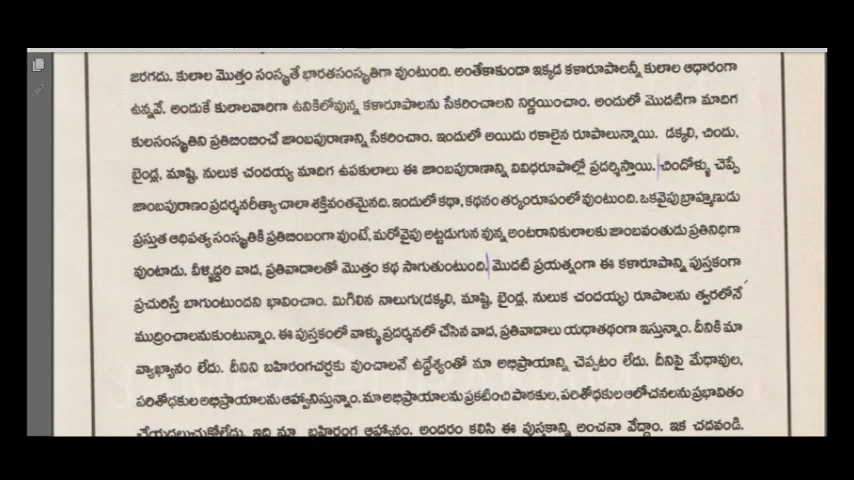 జరగదు. కులాల మొత్తం సంస్కృతే భారతసంస్కృతిగా వుంటుంది. అంతేకాకుండా ఇక్కడ కళారూపాలన్నీ కులాల ఆధారంగా
ఉన్నవే. అందుకే కులాలవారిగా ఉనికిలోవున్న కళారూపాలను సేకరించాలని నిర్ణయించాం. అందులో మొదటిగా మాదిగ
కులసంస్కృతిని ప్రతిబింబించే జాంబపురాణాన్ని సేకరించాం. ఇందులో అయిదు రకాలైన రూపాలున్నాయి. డక్కలి, చిందు,
బైండ్ల, మాష్టి, నులుక చందయ్య మాదిగ ఉపకులాలు ఈ జాంబపురాణాన్ని వివిధరూపాల్లో ప్రదర్శిస్తాయి. చిందోళ్ళు చెప్పే
జాంబపురాణం ప్రదర్శనరీత్యా చాలా శక్తివంతమైనది. ఇందులో కథా, కథనం తర్కంరూపంలో వుంటుంది. ఒకవైపు బ్రాహ్మణుడు
ప్రస్తుత ఆధిపత్య సంస్కృతికి ప్రతిబింబంగా వుంటే, మరోవైపు అట్టడుగున వున్న అంటరానికులాలకు జాంబవంతుడు ప్రతినిధిగా
వుంటాడు. వీళ్ళిద్దరి వాద, ప్రతివాదాలతో మొత్తం కథ సాగుతుంటుంది. మొదటి ప్రయత్నంగా ఈ కళారూపాన్ని పుస్తకంగా
ప్రచురిస్తే బాగుంటుందని భావించాం. మిగిలిన నాలుగు(డక్కలి, మాష్టి, బైండ్ల, నులుక చందయ్య) రూపాలను త్వరలోనే
ముద్రించాలనుకుంటున్నాం. ఈ పుస్తకంలో వాళ్ళు ప్రదర్శనలో చేసిన వాద, ప్రతివాదాలు యధాతథంగా ఇస్తున్నాం. దీనికి మా
వ్యాఖ్యానం లేదు. దీనిని బహిరంగచర్చకు వుంచాలనే ఉద్దేశ్యంతో మా అభిప్రాయాన్ని చెప్పటం లేదు. దీనిపై మేధావుల,
పరిశోధకుల అభిప్రాయాలను ఆహ్వానిస్తున్నాం. మా అభిప్రాయాలను ప్రకటించి పాఠకుల, పరిశోధకుల ఆలోచనలను ప్రభావితం
చేయదలుచుకోలేదు. ఇది మా బహిరంగ ఆహ్వానం. అందరం కలిసి ఈ పుస్తకాన్ని అంచనా వేద్దాం. ఇక చదవండి.